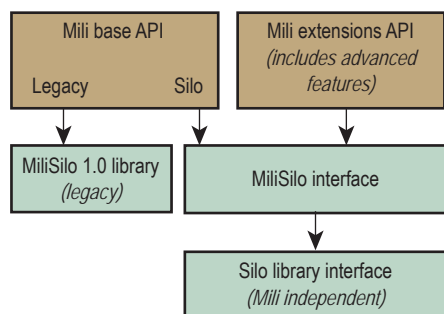 Mili base API
Legacy
Silo
Mili extensions API
(includes advanced
features)
MiliSilo 1.0 library
(legacy)
MiliSilo interface
Silo library interface
(Mili independent)